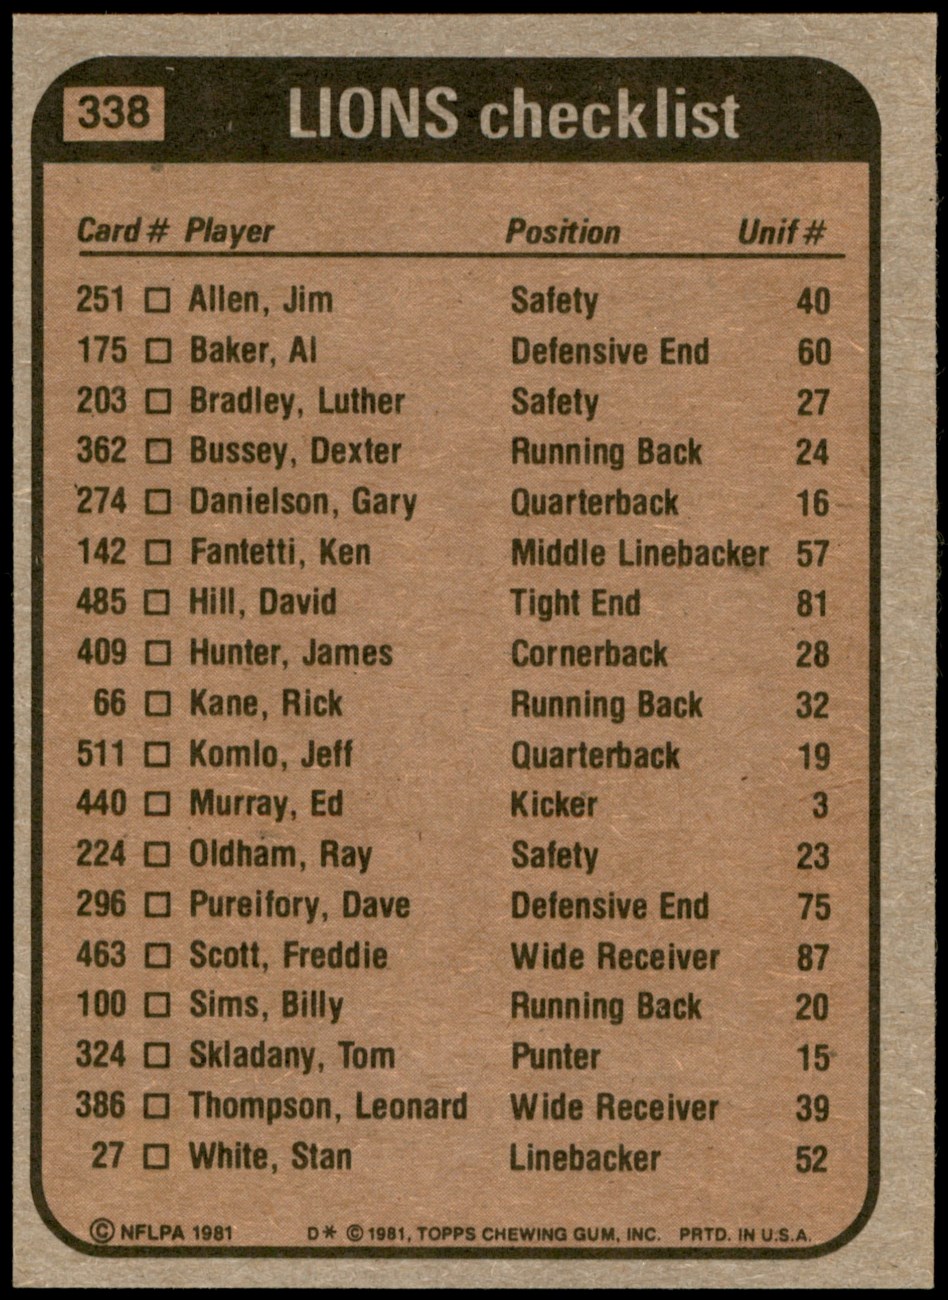 338 LIONS checklist
Card # Player Position Unif #
251 □ Allen, Jim Safety 40
175 □ Baker, Al Defensive End 60
203 □ Bradley, Luther Safety 27
362 □ Bussey, Dexter Running Back 24
274 □ Danielson, Gary Quarterback 16
142 □ Fantetti, Ken Middle Linebacker 57
485 □ Hill, David Tight End 81
409 □ Hunter, James Cornerback 28
66 □ Kane, Rick Running Back 32
511 □ Komlo, Jeff Quarterback 19
440 □ Murray, Ed Kicker 3
224 □ Oldham, Ray Safety 23
296 □ Pureifory, Dave Defensive End 75
463 □ Scott, Freddie Wide Receiver 87
100 □ Sims, Billy Running Back 20
324 □ Skladany, Tom Punter 15
386 □ Thompson, Leonard Wide Receiver 39
27 □ White, Stan Linebacker 52
© NFLPA 1981 D* © 1981, TOPPS CHEWING GUM, INC. PRTD. IN U.S.A.